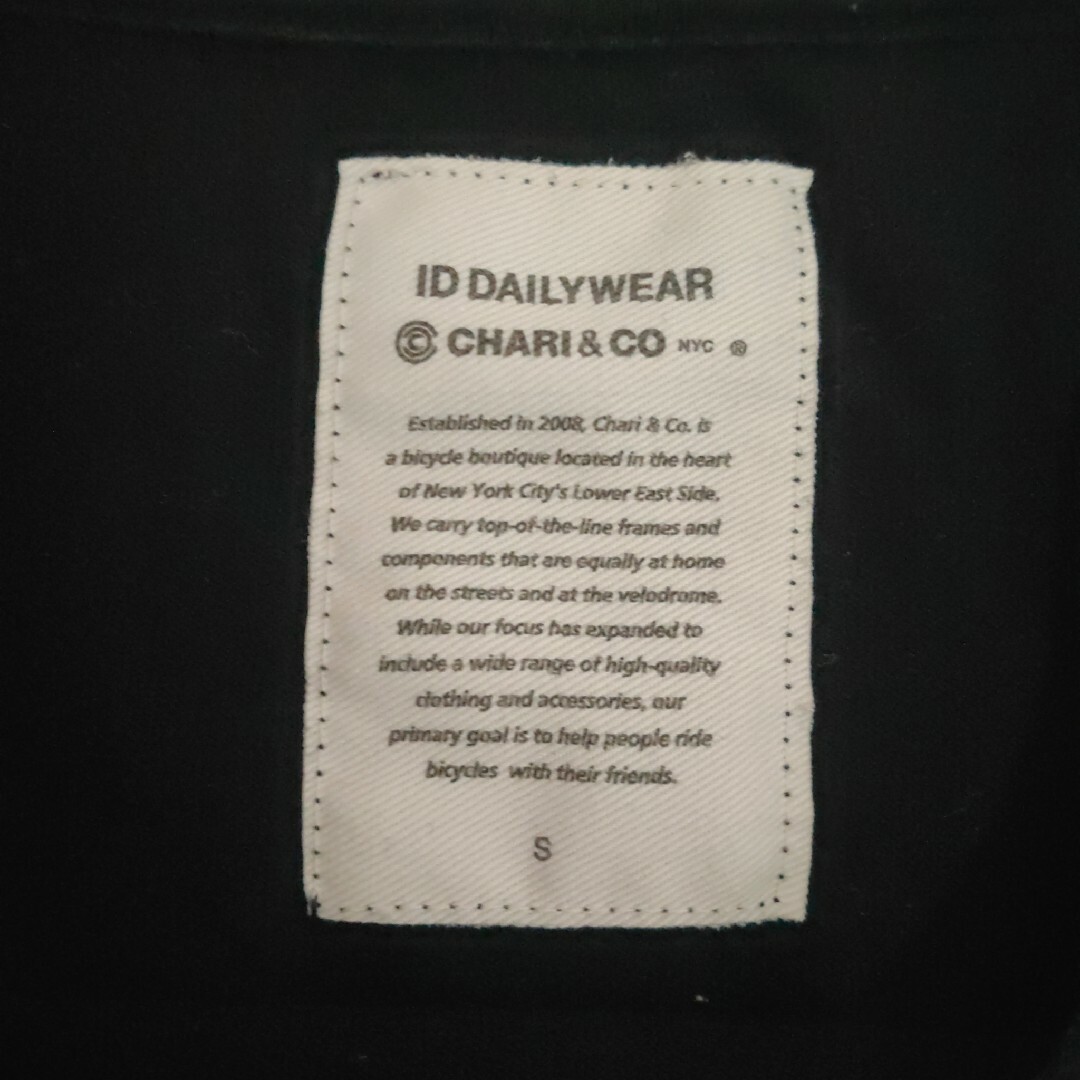 ID DAILYWEAR
© CHARI & CO NYC ®
Established in 2008, Chari & Co. is
a bicycle boutique located in the heart
of New York City's Lower East Side.
We carry top-of-the-line frames and
components that are equally at home
on the streets and at the velodrome.
While our focus has expanded to
include a wide range of high-quality
clothing and accessories, our
primary goal is to help people ride
bicycles with their friends.
S